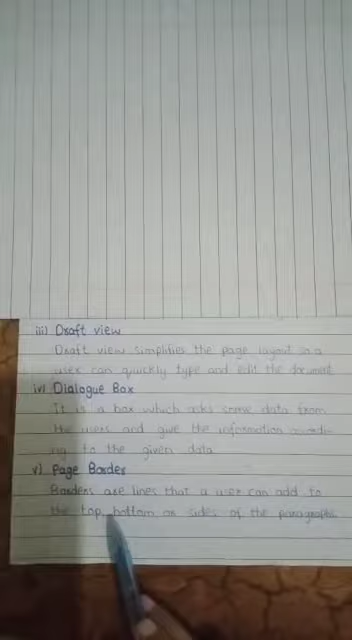 iii) Draft view
Draft view simplifies the page layout so a
user can quickly type and edit the document
iv) Dialogue Box
It is a box which asks some data from
the users and give the information accord-
ing to the given data
v) Page Border
Borders are lines that a user can add to
the top, bottom or sides of the paragraphs.